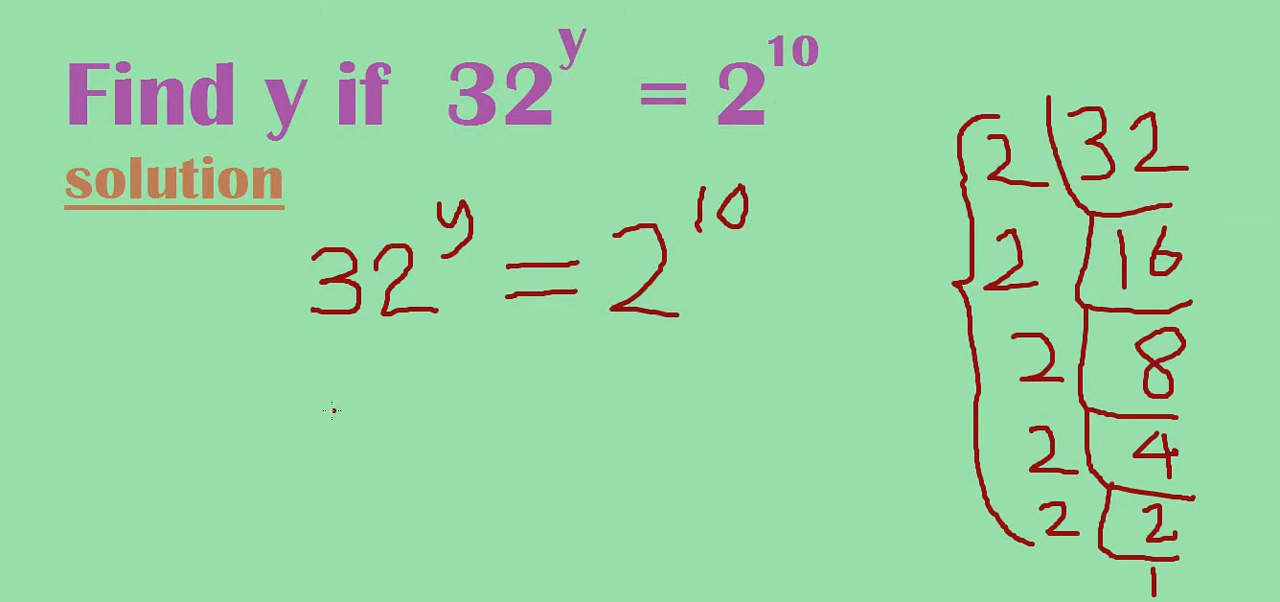 Find y if 32^y = 2^10
solution
32^y = 2^10
2 | 32
2 | 16
2 | 8
2 | 4
2 | 2
1